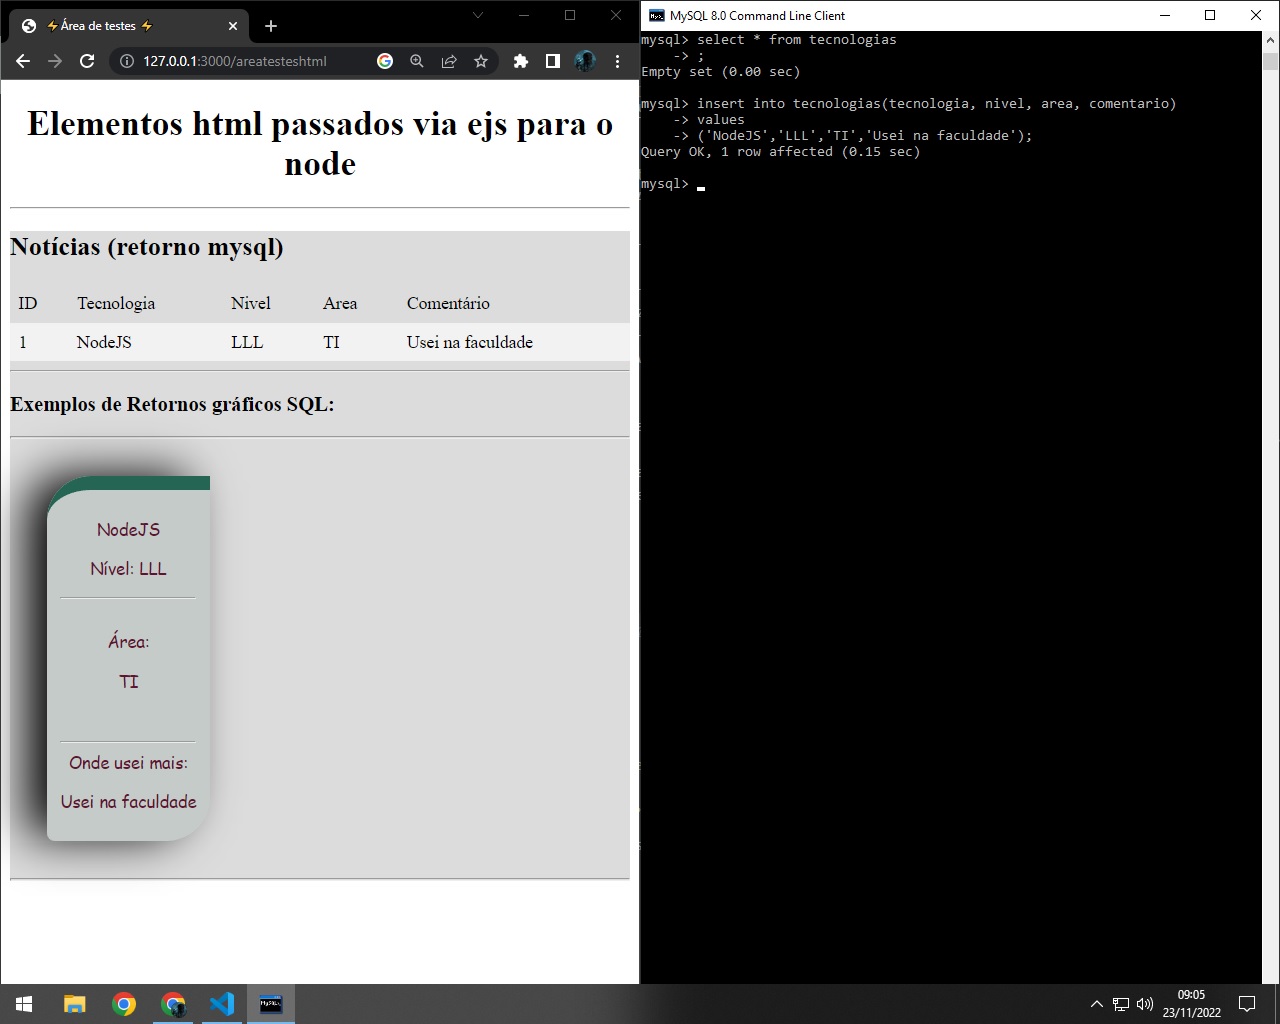 ⚡Área de testes ⚡
127.0.0.1:3000/areatesteshtml
Elementos html passados via ejs para o
node
Notícias (retorno mysql)
ID Tecnologia Nível Area Comentário
1 NodeJS LLL TI Usei na faculdade
Exemplos de Retornos gráficos SQL:
NodeJS
Nível: LLL
Área:
TI
Onde usei mais:
Usei na faculdade
MySQL 8.0 Command Line Client
mysql> select * from tecnologias
    -> ;
Empty set (0.00 sec)
mysql> insert into tecnologias(tecnologia, nivel, area, comentario)
    -> values
    -> ('NodeJS','LLL','TI','Usei na faculdade');
Query OK, 1 row affected (0.15 sec)
mysql>
09:05
23/11/2022